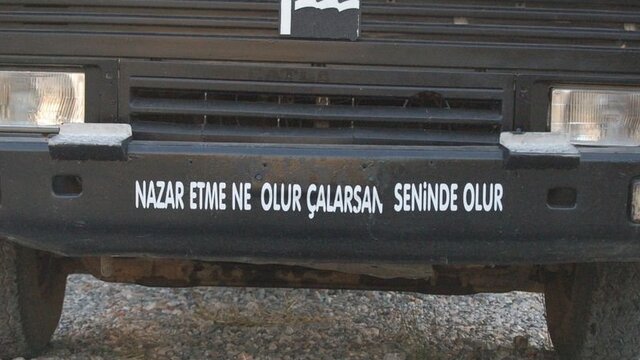 NAZAR ETME NE OLUR ÇALARSAN SENİNDE OLUR